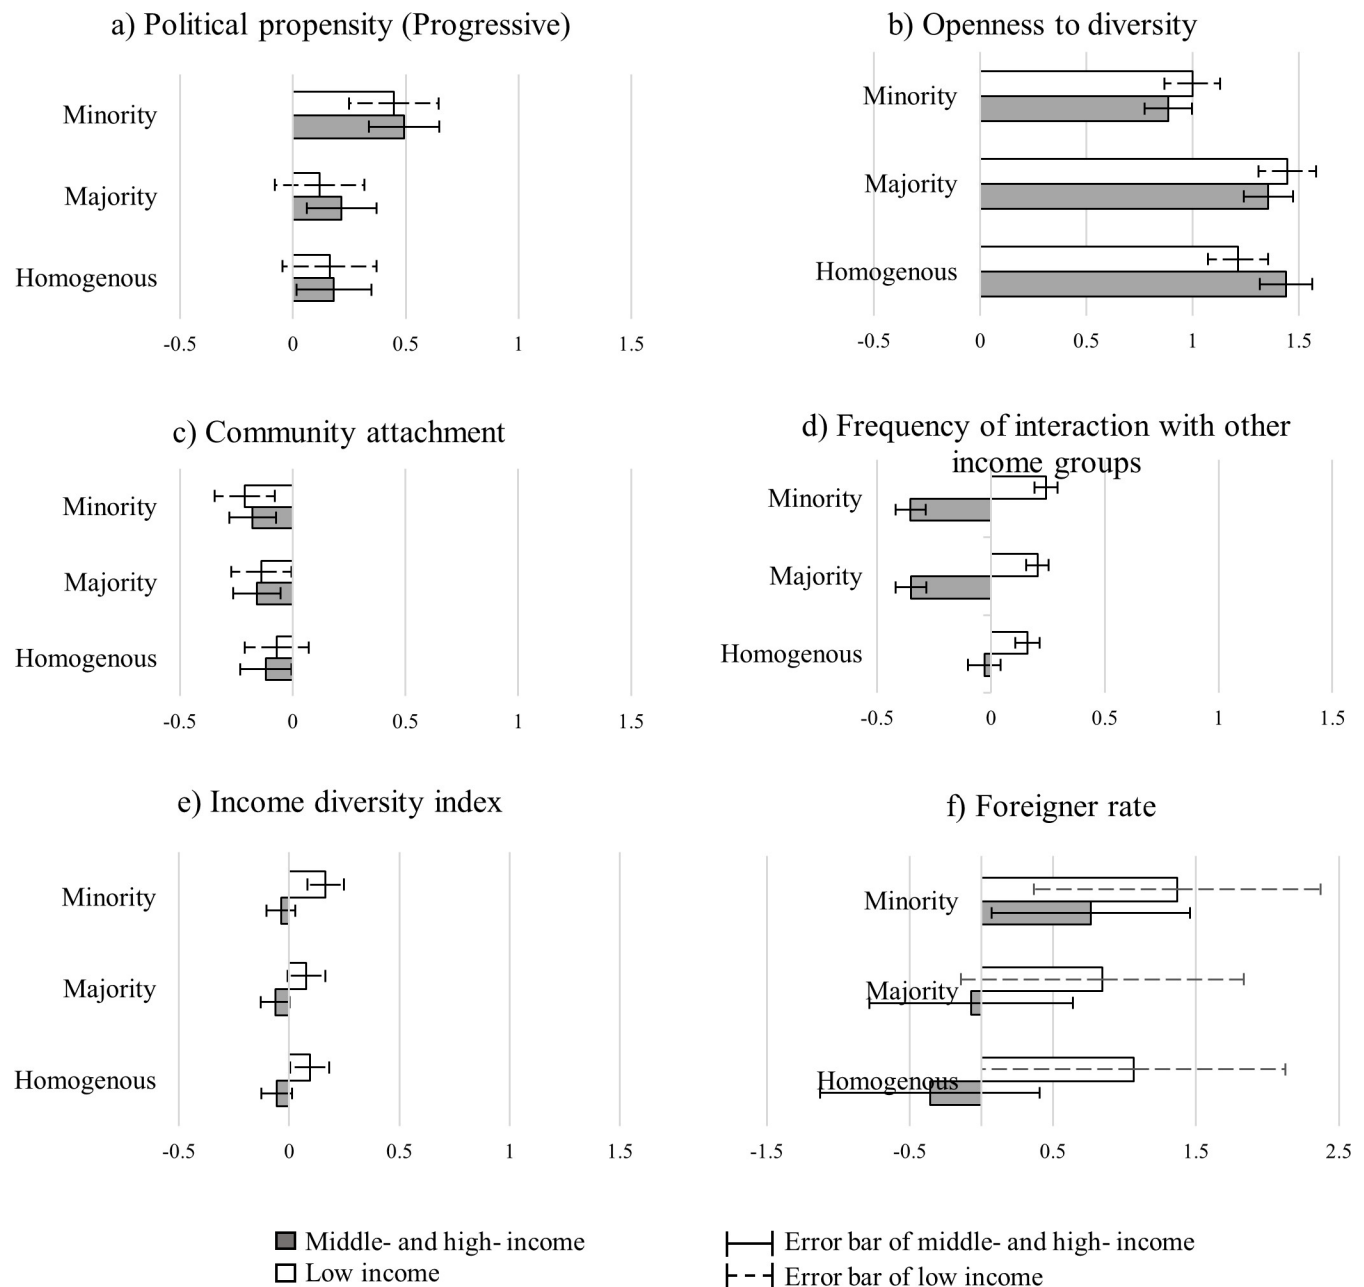 a) Political propensity (Progressive)
Minority
Majority
Homogenous
-0.5 0 0.5 1 1.5
b) Openness to diversity
Minority
Majority
Homogenous
-0.5 0 0.5 1 1.5
c) Community attachment
Minority
Majority
Homogenous
-0.5 0 0.5 1 1.5
d) Frequency of interaction with other
income groups
Minority
Majority
Homogenous
-0.5 0 0.5 1 1.5
e) Income diversity index
Minority
Majority
Homogenous
-0.5 0 0.5 1 1.5
f) Foreigner rate
Minority
Majority
Homogenous
-1.5 -0.5 0.5 1.5 2.5
Middle- and high- income
Low income
Error bar of middle- and high- income
Error bar of low income